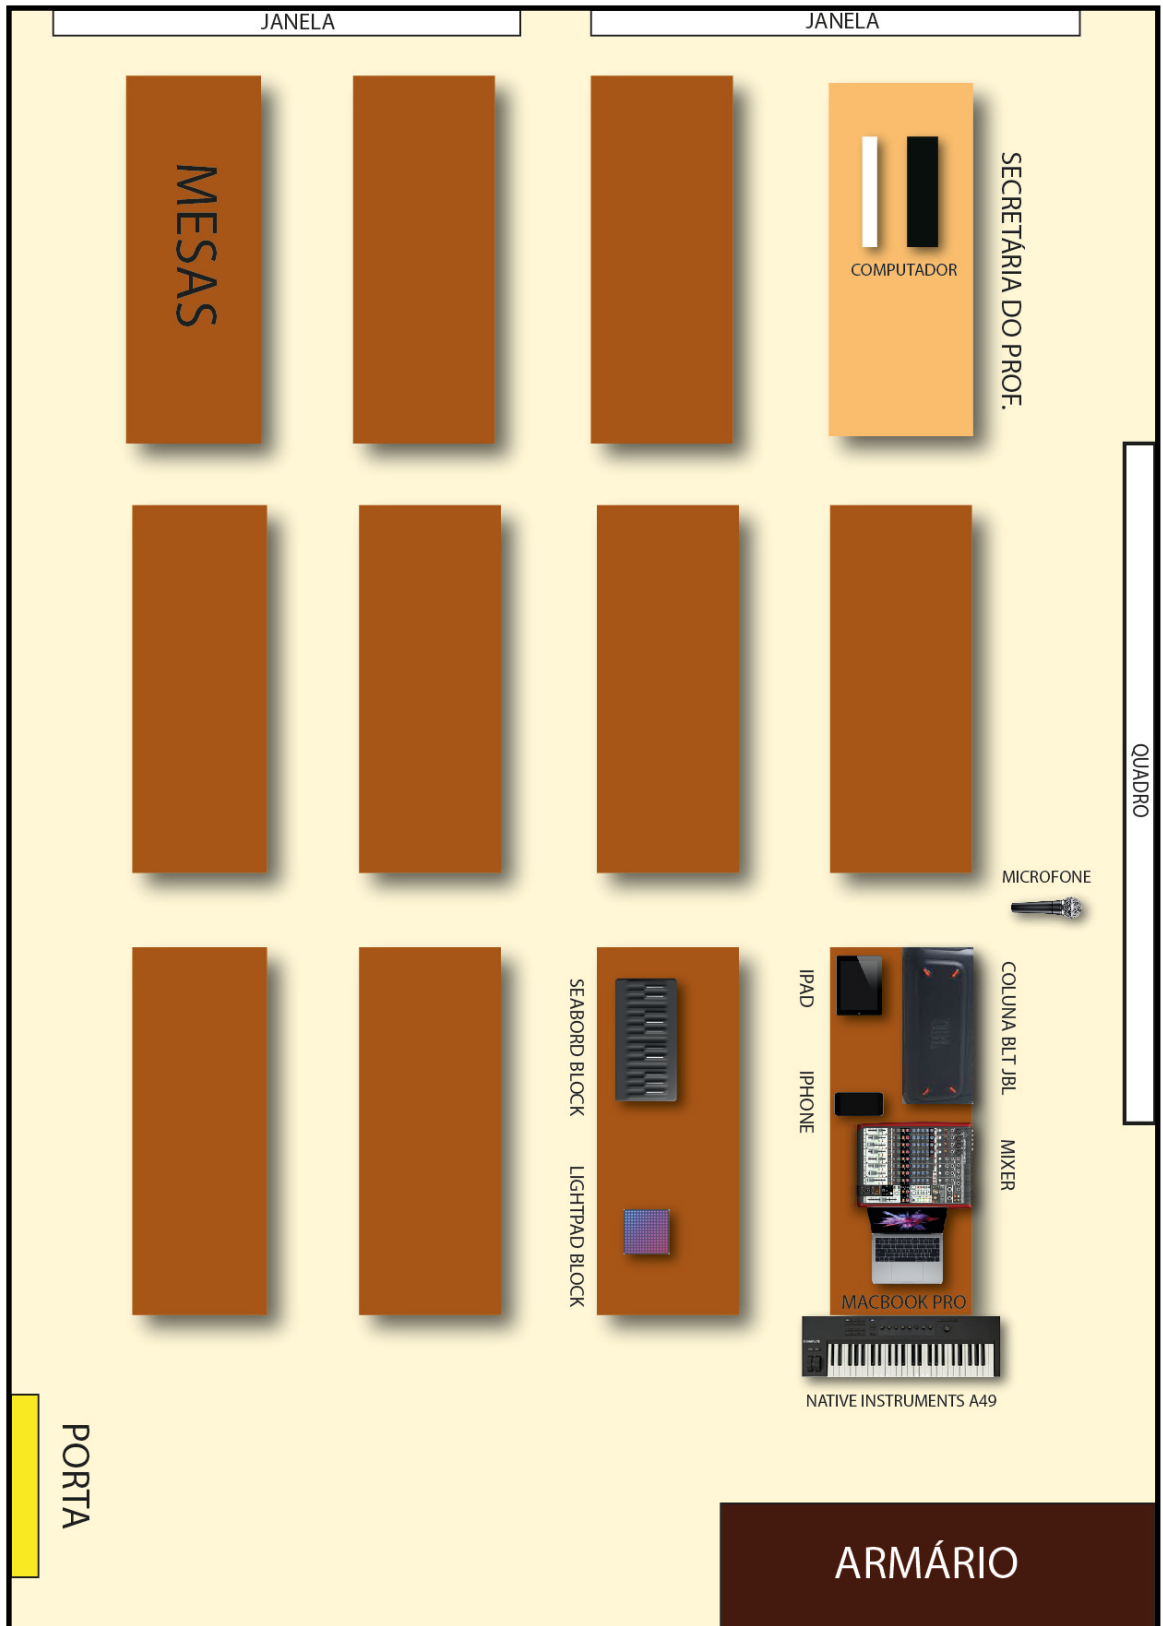 JANELA
JANELA
MESAS
SECRETÁRIA DO PROF.
COMPUTADOR
QUADRO
MICROFONE
SEABORD BLOCK
IPAD
COLUNA BLT JBL
IPHONE
LIGHTPAD BLOCK
MIXER
MACBOOK PRO
NATIVE INSTRUMENTS A49
PORTA
ARMÁRIO